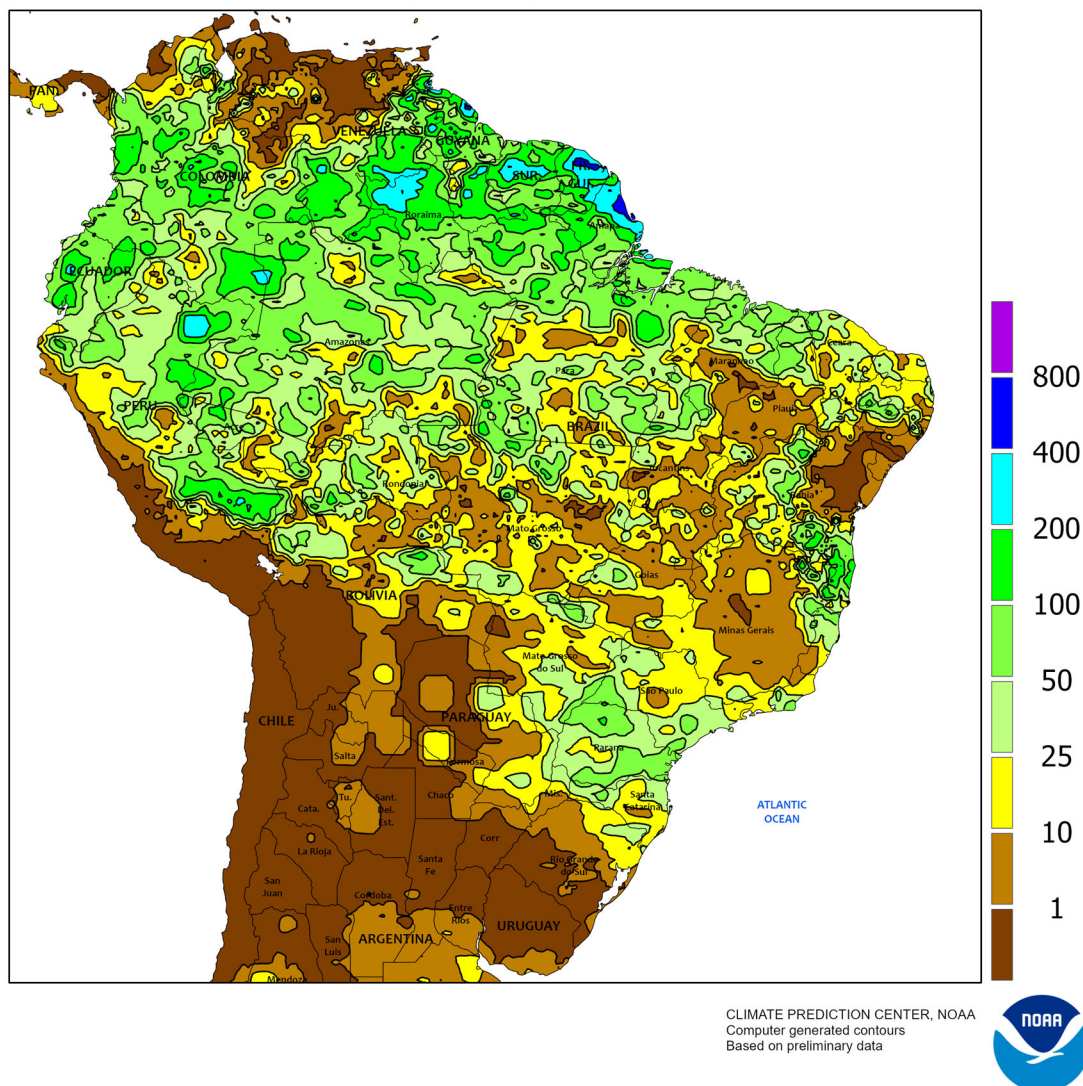 PAN
VENEZUELA
GUYANA
COLOMBIA
SUR
Roraima
Amapa
ECUADOR
Amazonas
Para
Maranhao
Ceara
Piaui
PERU
BRAZIL
Tocantins
Rondonia
Bahia
Mato Grosso
Goias
BOLIVIA
Minas Gerais
Mato Grosso
do Sul
Sao Paulo
CHILE
Ju.
PARAGUAY
Salta
Formosa
Parana
Cata.
Tu.
Sant.
Del.
Est.
Chaco
Mis.
Santa
Catarina
ATLANTIC
OCEAN
La Rioja
Corr
Santa
Fe
Rio Grande
do Sul
San
Juan
Cordoba
Entre
Rios
URUGUAY
San
Luis
ARGENTINA
Mendoza
800
400
200
100
50
25
10
1
CLIMATE PREDICTION CENTER, NOAA
Computer generated contours
Based on preliminary data
NOAA